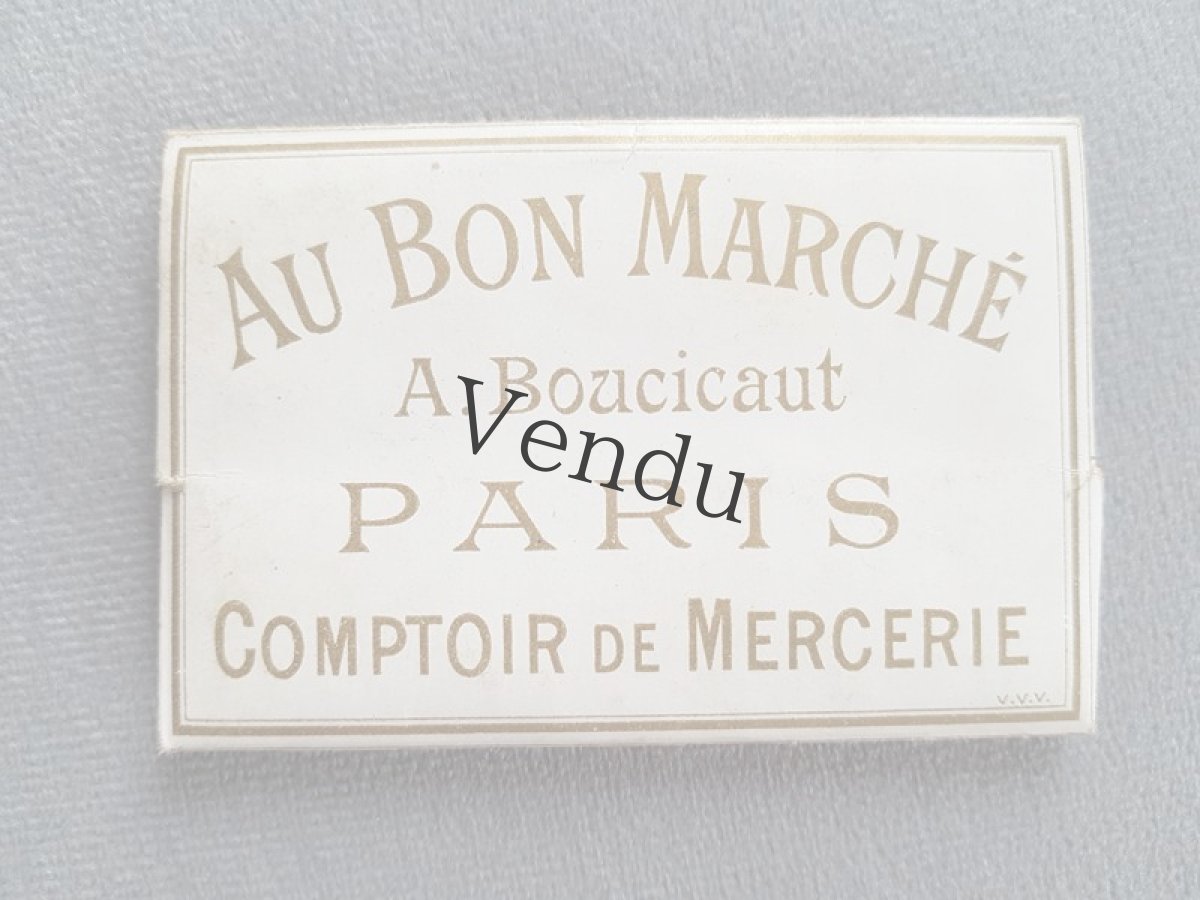 AU BON MARCHÉ
A. Boucicaut
Vendu
PARIS
COMPTOIR DE MERCERIE
V.V.V.